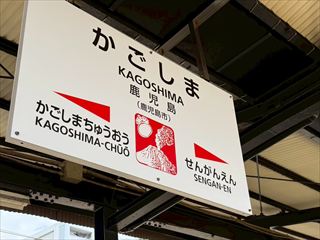 かごしま
KAGOSHIMA
鹿児島
(鹿児島市)
かごしまちゅうおう
KAGOSHIMA-CHŪŌ
せんがんえん
SENGAN-EN